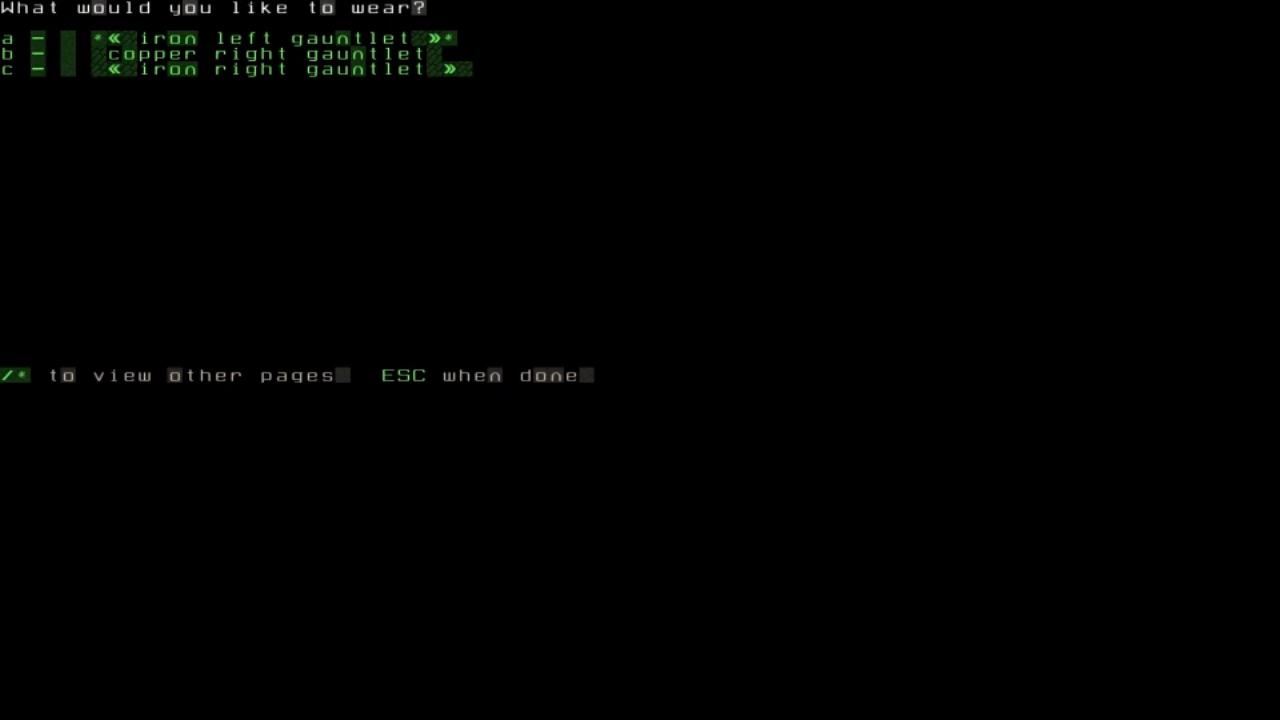 What would you like to wear?
a - *« iron left gauntlet »*
b - copper right gauntlet
c - « iron right gauntlet »
/* to view other pages  ESC when done